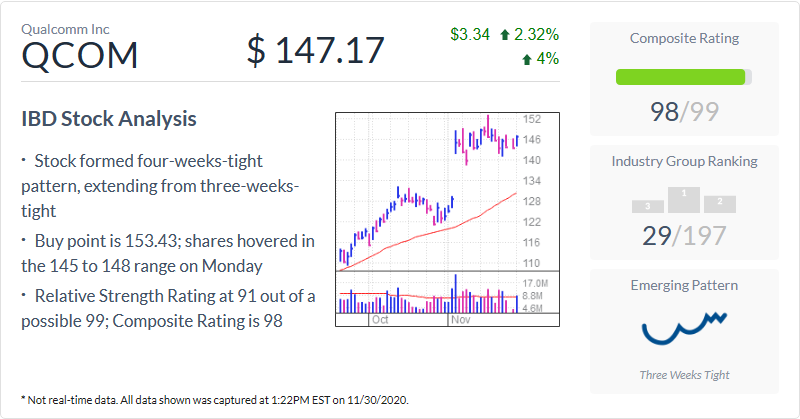 Qualcomm Inc
QCOM
$ 147.17
$3.34 2.32%
4%
IBD Stock Analysis
· Stock formed four-weeks-tight
pattern, extending from three-weeks-
tight
· Buy point is 153.43; shares hovered in
the 145 to 148 range on Monday
· Relative Strength Rating at 91 out of a
possible 99; Composite Rating is 98
152
146
140
134
128
122
116
110
17.0M
8.8M
4.6M
Oct Nov
* Not real-time data. All data shown was captured at 1:22PM EST on 11/30/2020.
Composite Rating
98/99
Industry Group Ranking
3 1 2
29/197
Emerging Pattern
Three Weeks Tight